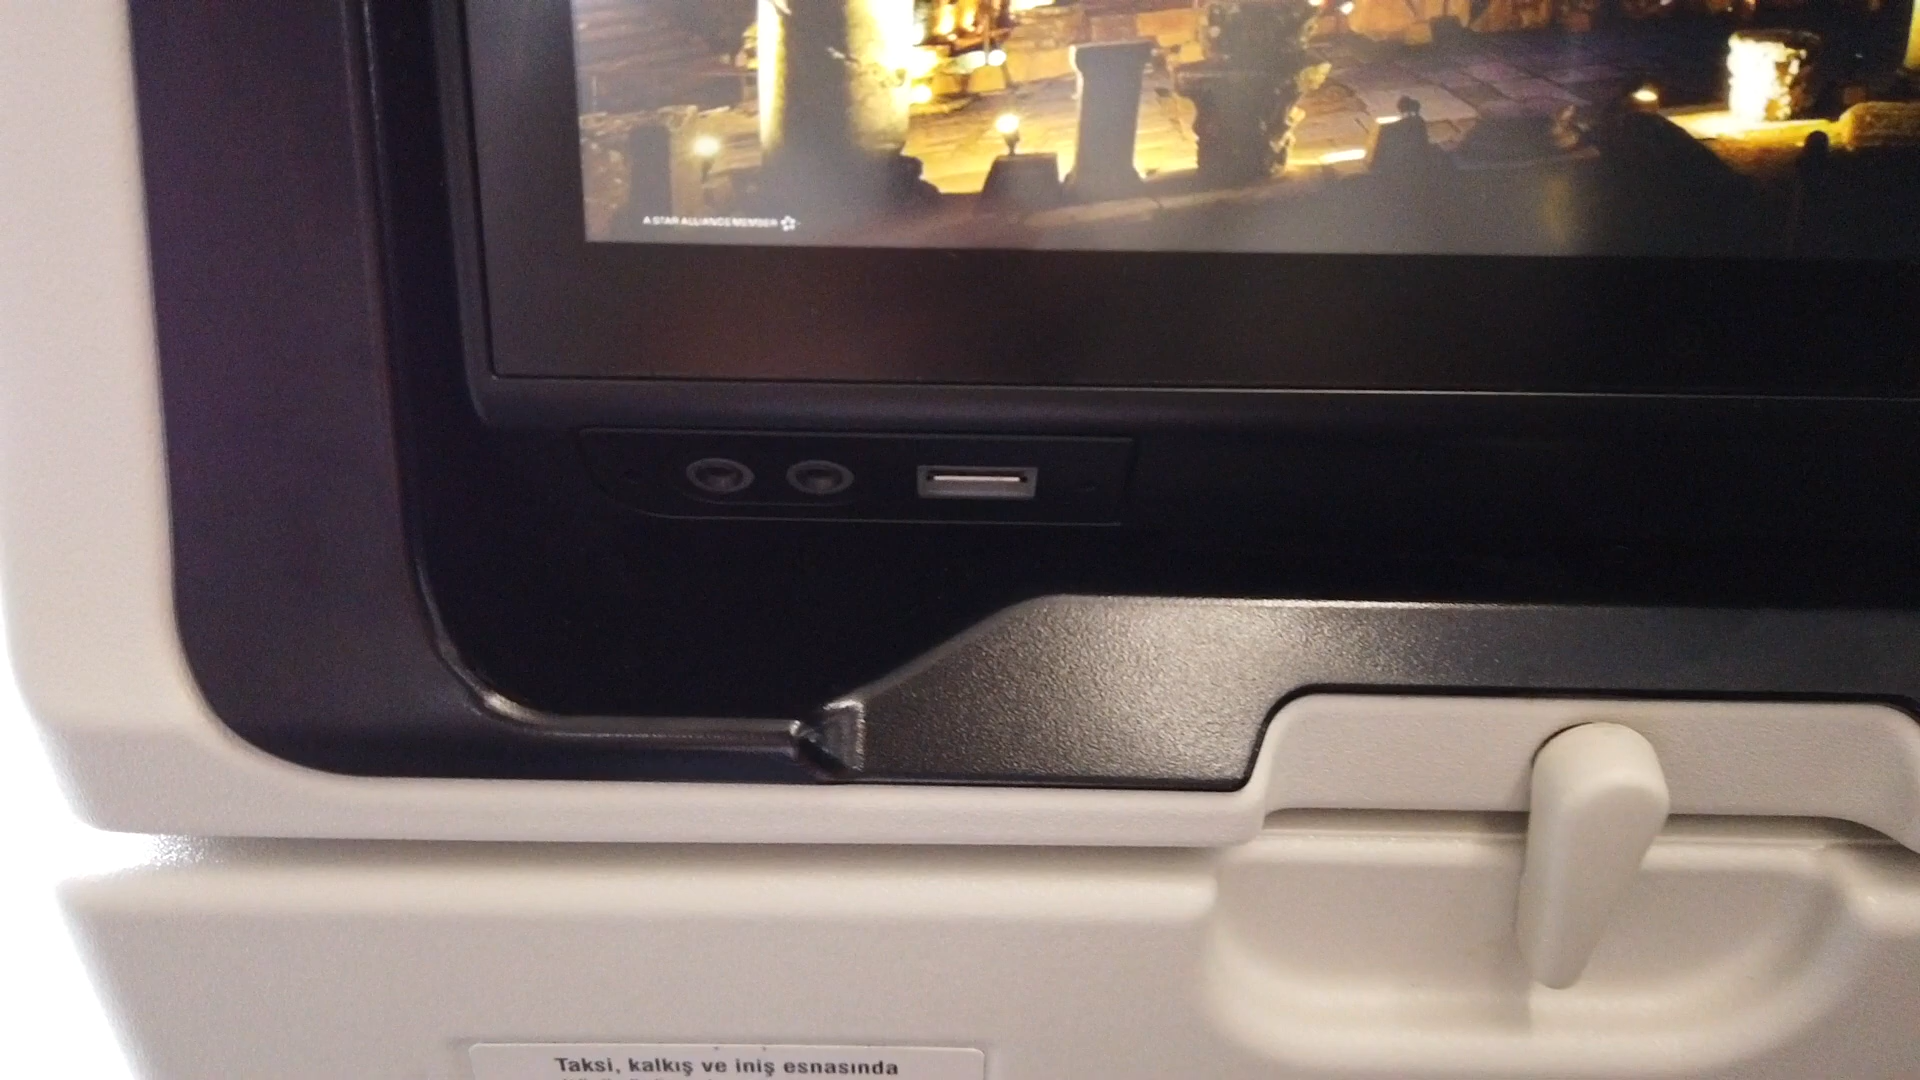 A STAR ALLIANCE MEMBER
Taksi, kalkış ve iniş esnasında